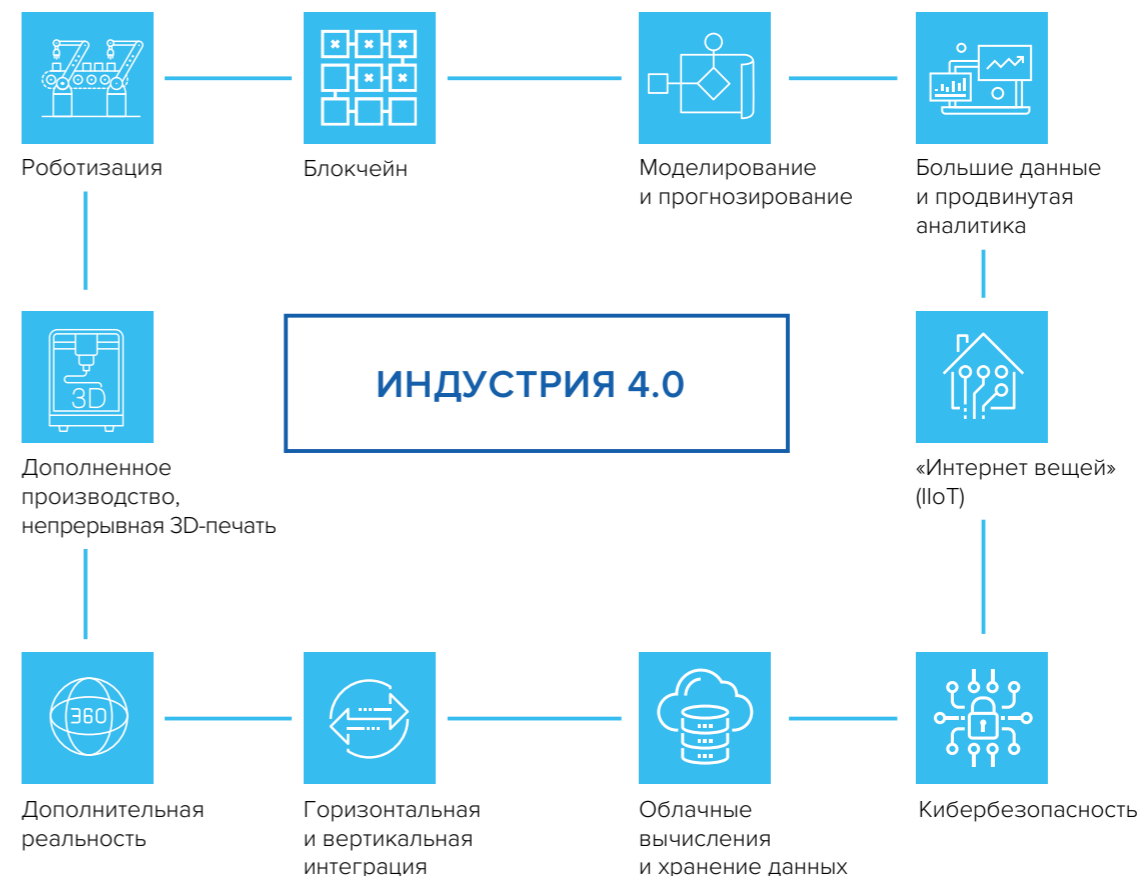 Роботизация
Блокчейн
Моделирование
и прогнозирование
Большие данные
и продвинутая
аналитика
3D
ИНДУСТРИЯ 4.0
Дополненное
производство,
непрерывная 3D-печать
«Интернет вещей»
(IIoT)
360
Дополнительная
реальность
Горизонтальная
и вертикальная
интеграция
Облачные
вычисления
и хранение данных
Кибербезопасность